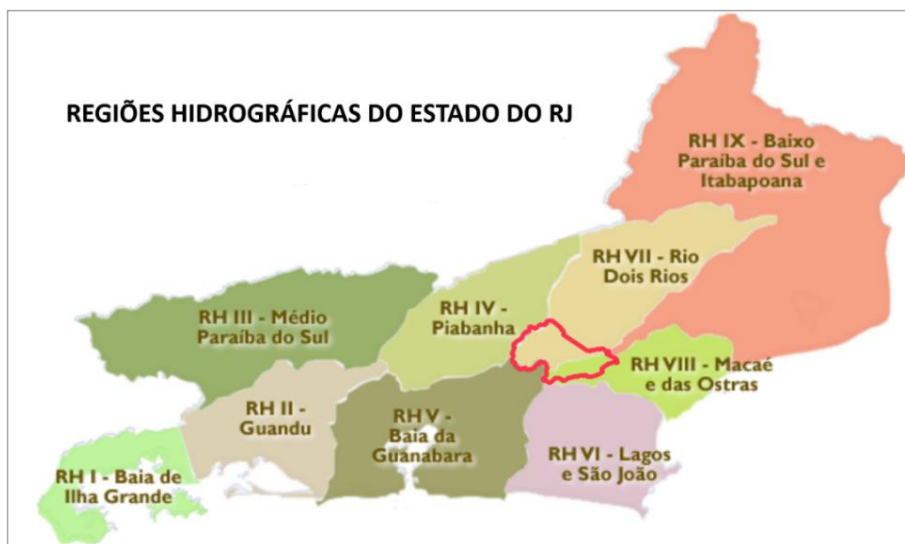 REGIÕES HIDROGRÁFICAS DO ESTADO DO RJ
RH IX - Baixo
Paraíba do Sul e
Itabapoana
RH VII - Rio
Dois Rios
RH IV -
Piabanha
RH III - Médio
Paraíba do Sul
RH VIII - Macaé
e das Ostras
RH II -
Guandu
RH V -
Baia da
Guanabara
RH VI - Lagos
e São João
RH I - Baia de
Ilha Grande